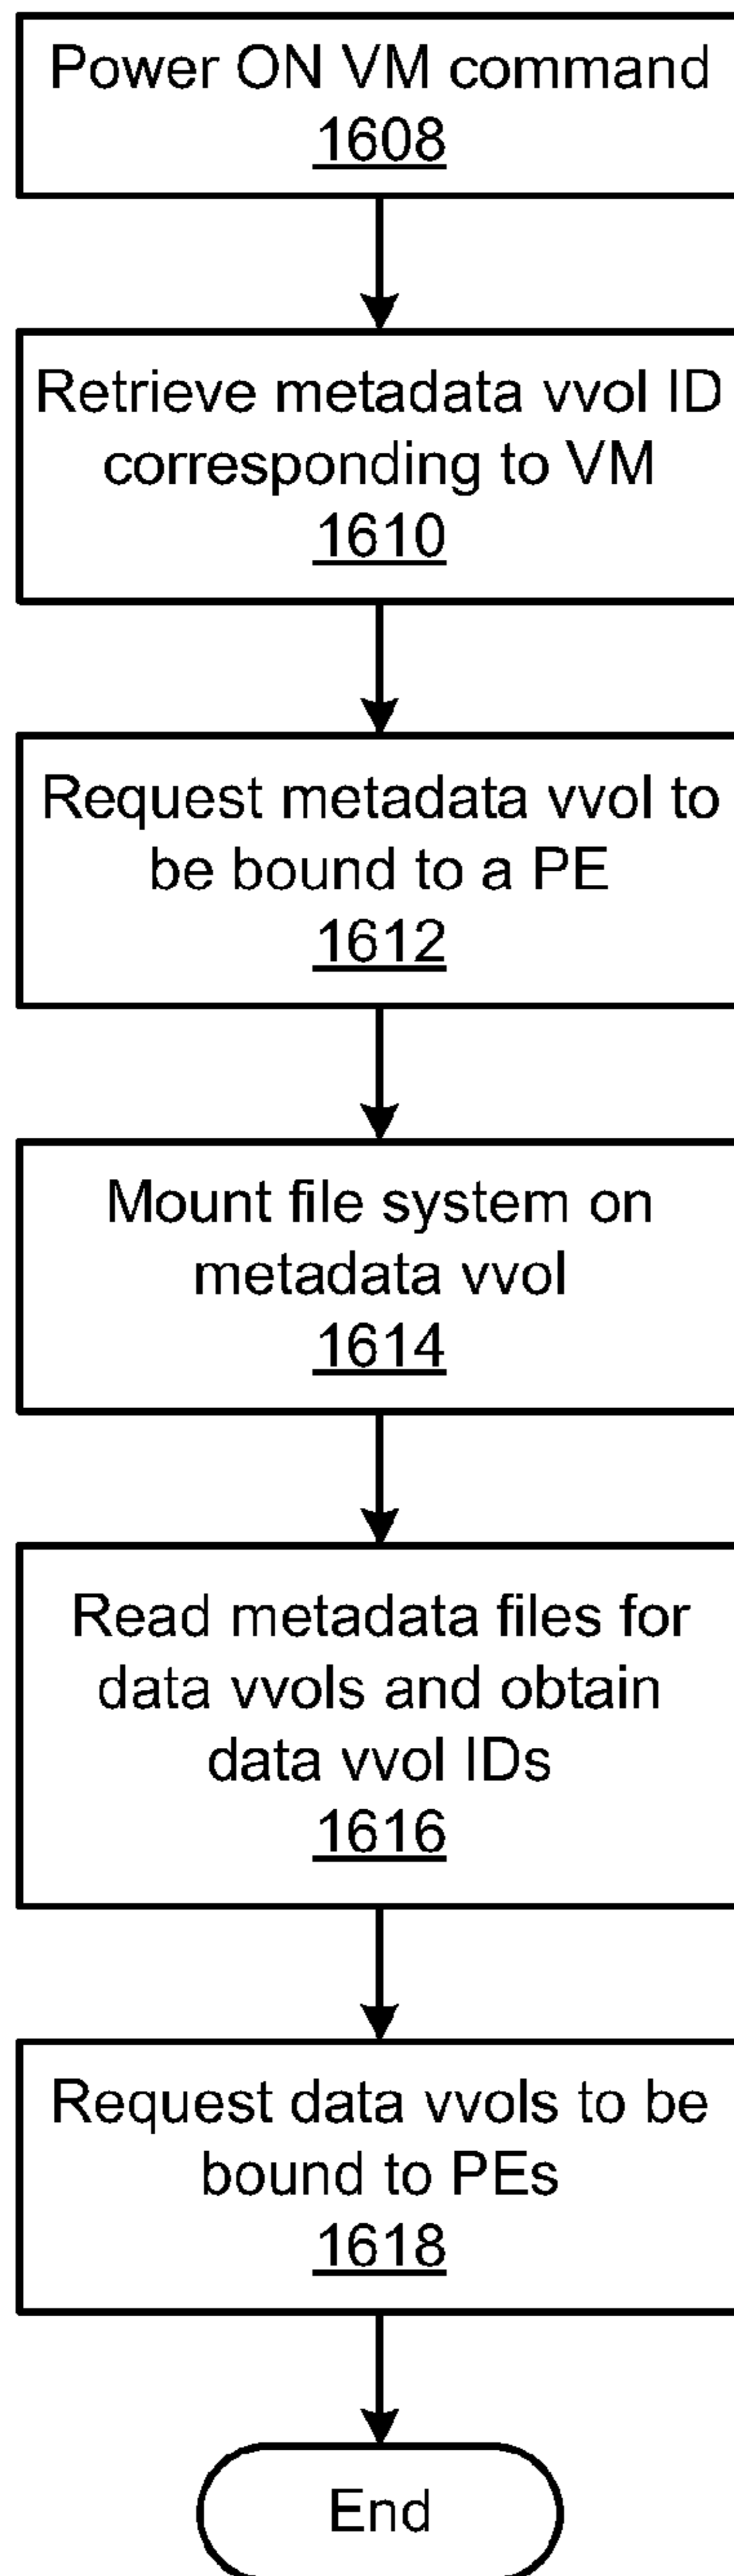 Power ON VM command
1608
Retrieve metadata vvol ID
corresponding to VM
1610
Request metadata vvol to
be bound to a PE
1612
Mount file system on
metadata vvol
1614
Read metadata files for
data vvols and obtain
data vvol IDs
1616
Request data vvols to be
bound to PEs
1618
End